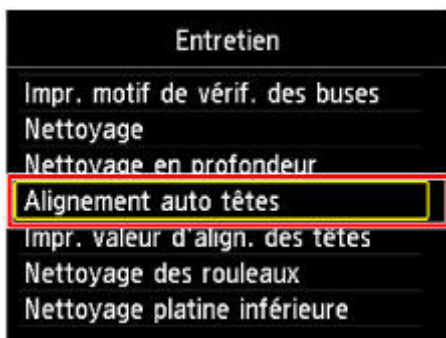 Entretien
Impr. motif de vérif. des buses
Nettoyage
Nettoyage en profondeur
Alignement auto têtes
Impr. valeur d'align. des têtes
Nettoyage des rouleaux
Nettoyage platine inférieure